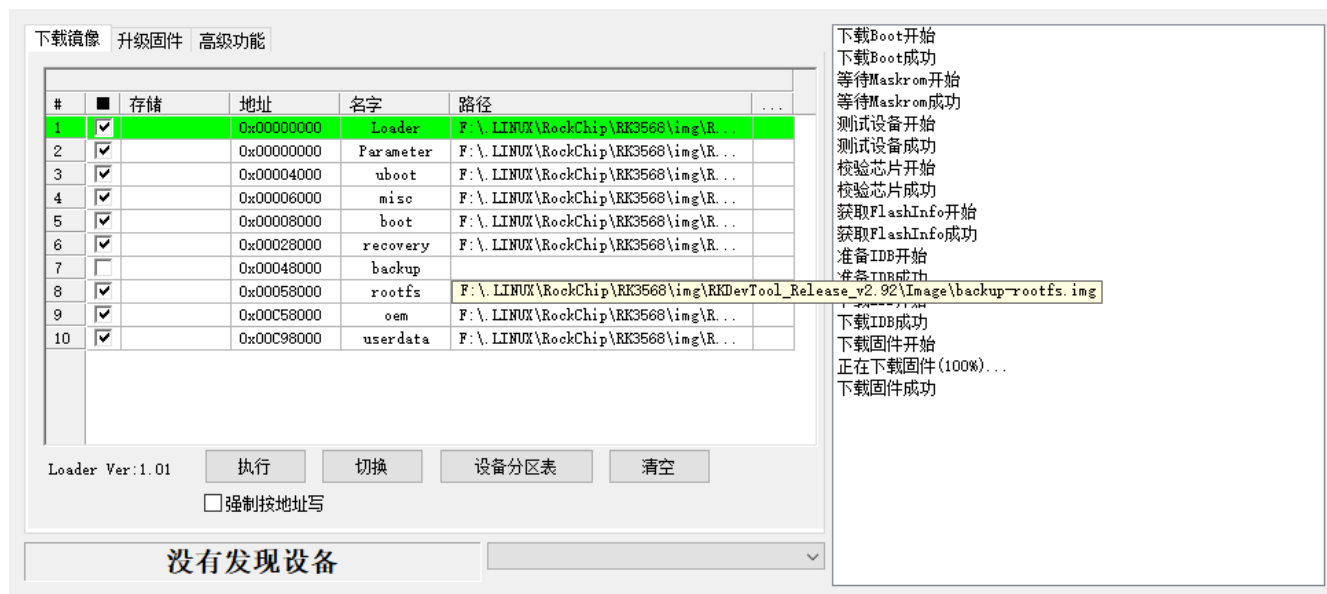 下载镜像 升级固件 高级功能
# ■ 存储 地址 名字 路径 ...
1 0x00000000 Loader F:\.LINUX\RockChip\RK3568\img\R...
2 0x00000000 Parameter F:\.LINUX\RockChip\RK3568\img\R...
3 0x00004000 uboot F:\.LINUX\RockChip\RK3568\img\R...
4 0x00006000 misc F:\.LINUX\RockChip\RK3568\img\R...
5 0x00008000 boot F:\.LINUX\RockChip\RK3568\img\R...
6 0x00028000 recovery F:\.LINUX\RockChip\RK3568\img\R...
7 0x00048000 backup
8 0x00058000 rootfs F:\.LINUX\RockChip\RK3568\img\RKDevTool_Release_v2.92\Image\backup-rootfs.img
9 0x00C58000 oem F:\.LINUX\RockChip\RK3568\img\R...
10 0x00C98000 userdata F:\.LINUX\RockChip\RK3568\img\R...
Loader Ver:1.01 执行 切换 设备分区表 清空
强制按地址写
没有发现设备
下载Boot开始
下载Boot成功
等待Maskrom开始
等待Maskrom成功
测试设备开始
测试设备成功
校验芯片开始
校验芯片成功
获取FlashInfo开始
获取FlashInfo成功
准备IDB开始
准备IDB成功
下载IDB成功
下载固件开始
正在下载固件(100%)...
下载固件成功